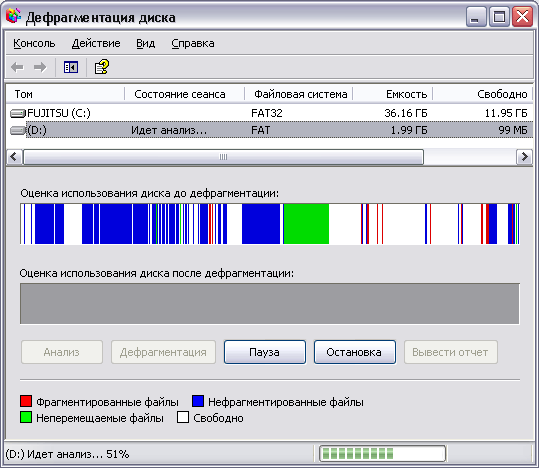 Дефрагментация диска
Консоль Действие Вид Справка
Том Состояние сеанса Файловая система Емкость Свободно
FUJITSU (C:) FAT32 36.16 ГБ 11.95 ГБ
(D:) Идет анализ... FAT 1.99 ГБ 99 МБ
Оценка использования диска до дефрагментации:
Оценка использования диска после дефрагментации:
Анализ Дефрагментация Пауза Остановка Вывести отчет
Фрагментированные файлы Нефрагментированные файлы
Неперемещаемые файлы Свободно
(D:) Идет анализ... 51%